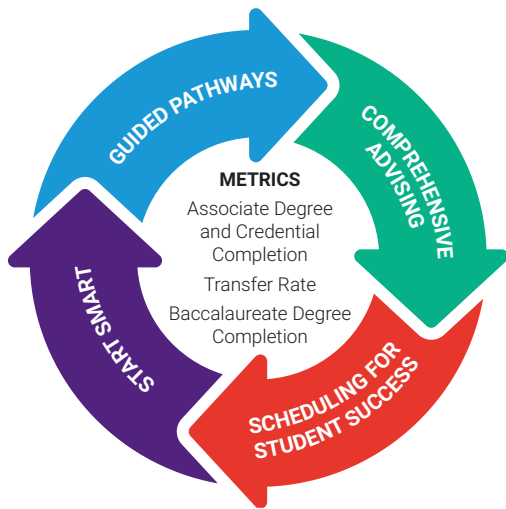 GUIDED PATHWAYS
COMPREHENSIVE
ADVISING
METRICS
Associate Degree
and Credential
Completion
Transfer Rate
Baccalaureate Degree
Completion
START SMART
SCHEDULING FOR
STUDENT SUCCESS